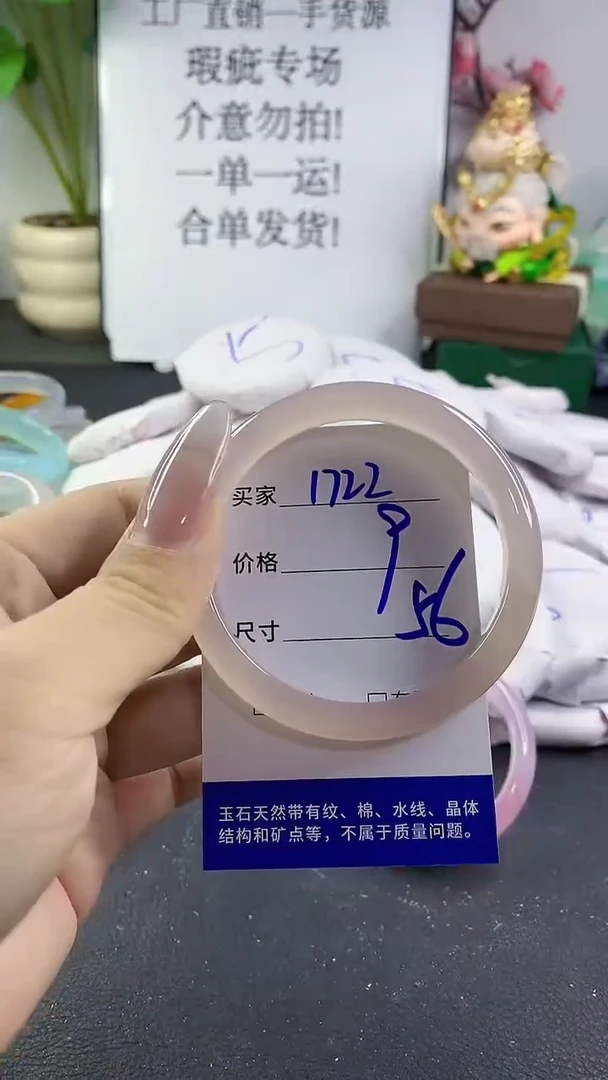 工厂直销一手货源
瑕疵专场
介意勿拍!
一单一运!
合单发货!
买家 1722
价格 9
尺寸 56
玉石天然带有纹、棉、水线、晶体
结构和矿点等，不属于质量问题。